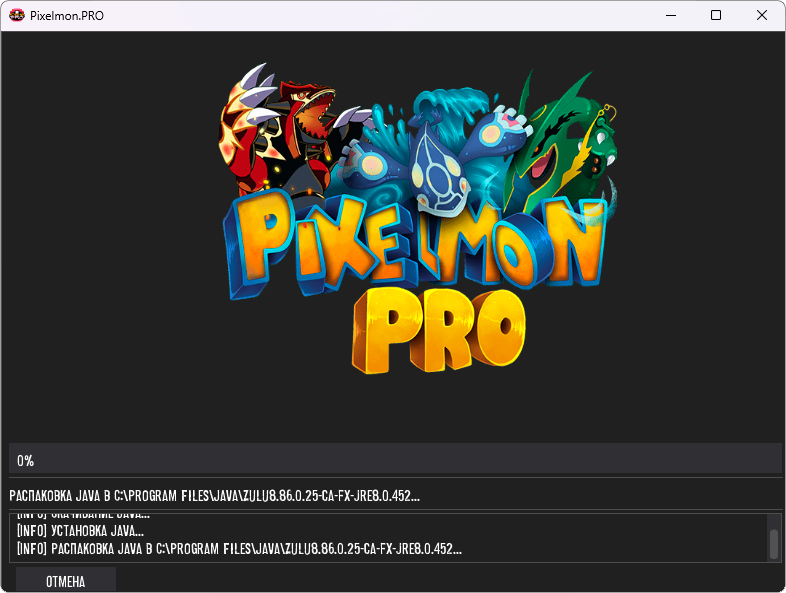 Pixelmon.PRO
PIXELMON
PRO
0%
РАСПАКОВКА JAVA В C:\PROGRAM FILES\JAVA\ZULU8.86.0.25-CA-FX-JRE8.0.452...
[INFO] СКАЧИВАНИЕ JAVA...
[INFO] УСТАНОВКА JAVA...
[INFO] РАСПАКОВКА JAVA В C:\PROGRAM FILES\JAVA\ZULU8.86.0.25-CA-FX-JRE8.0.452...
ОТМЕНА